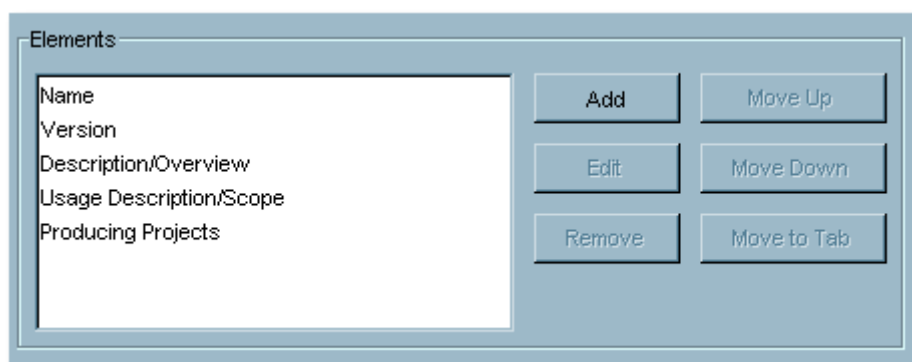 Elements
Name
Version
Description/Overview
Usage Description/Scope
Producing Projects
Add
Move Up
Edit
Move Down
Remove
Move to Tab